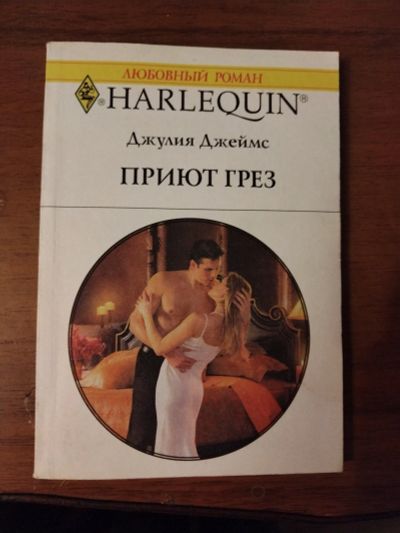 ЛЮБОВНЫЙ РОМАН
® HARLEQUIN®
Джулия Джеймс
ПРИЮТ ГРЕЗ